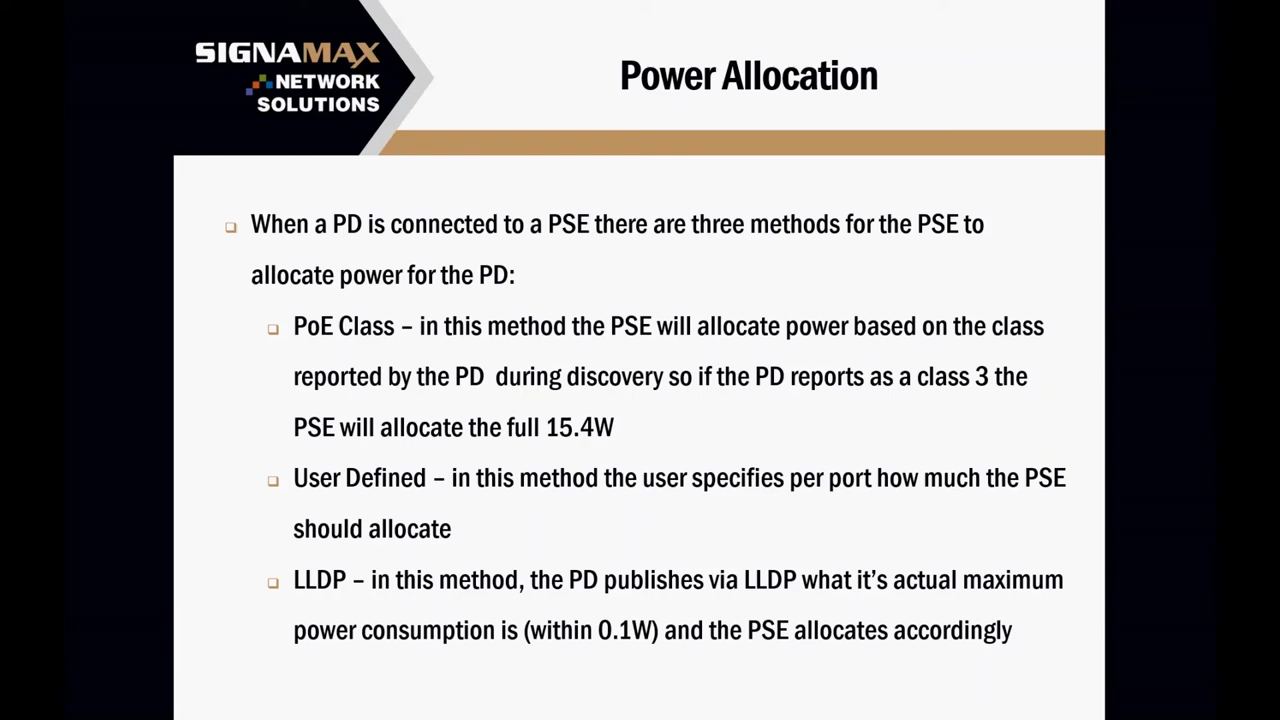 SIGNAMAX
NETWORK
SOLUTIONS
Power Allocation
When a PD is connected to a PSE there are three methods for the PSE to
allocate power for the PD:
PoE Class – in this method the PSE will allocate power based on the class
reported by the PD during discovery so if the PD reports as a class 3 the
PSE will allocate the full 15.4W
User Defined – in this method the user specifies per port how much the PSE
should allocate
LLDP – in this method, the PD publishes via LLDP what it's actual maximum
power consumption is (within 0.1W) and the PSE allocates accordingly